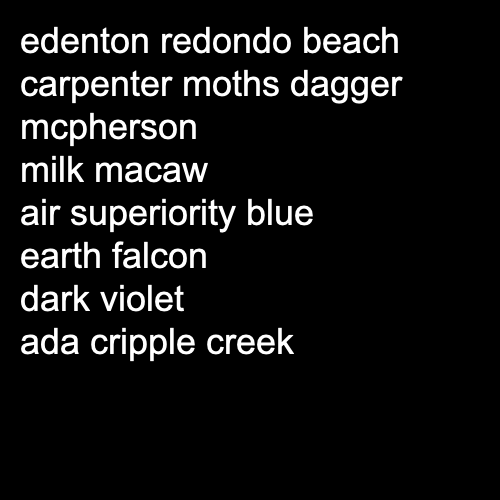 edenton redondo beach
carpenter moths dagger
mcpherson
milk macaw
air superiority blue
earth falcon
dark violet
ada cripple creek